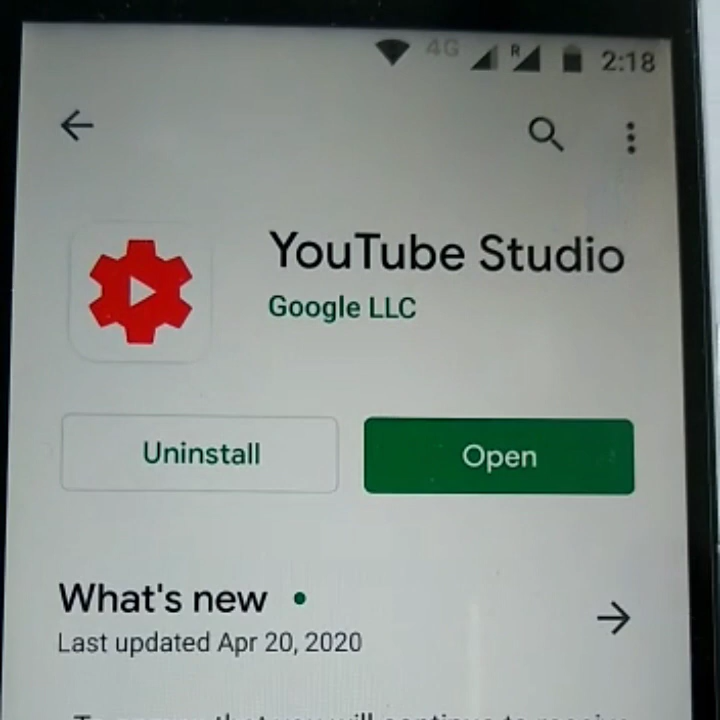 4G R 2:18
YouTube Studio
Google LLC
Uninstall Open
What's new
Last updated Apr 20, 2020